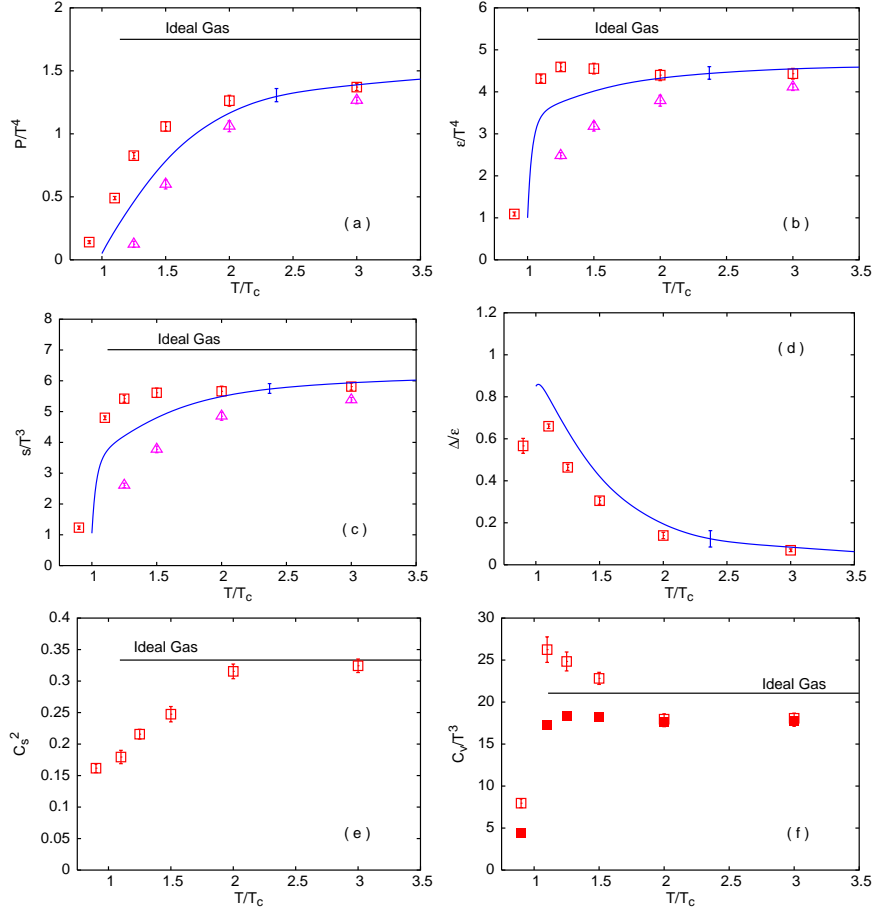 2
1.5
1
0.5
0
P/T^4
Ideal Gas
( a )
1 1.5 2 2.5 3 3.5
T/T_c
6
5
4
3
2
1
0
ε/T^4
Ideal Gas
( b )
1 1.5 2 2.5 3 3.5
T/T_c
8
7
6
5
4
3
2
1
0
s/T^3
Ideal Gas
( c )
1 1.5 2 2.5 3 3.5
T/T_c
1.2
1
0.8
0.6
0.4
0.2
0
Δ/ε
( d )
1 1.5 2 2.5 3 3.5
T/T_c
0.4
0.35
0.3
0.25
0.2
0.15
0.1
0.05
0
C_s^2
Ideal Gas
( e )
1 1.5 2 2.5 3 3.5
T/T_c
30
25
20
15
10
5
0
C_v/T^3
Ideal Gas
( f )
1 1.5 2 2.5 3 3.5
T/T_c